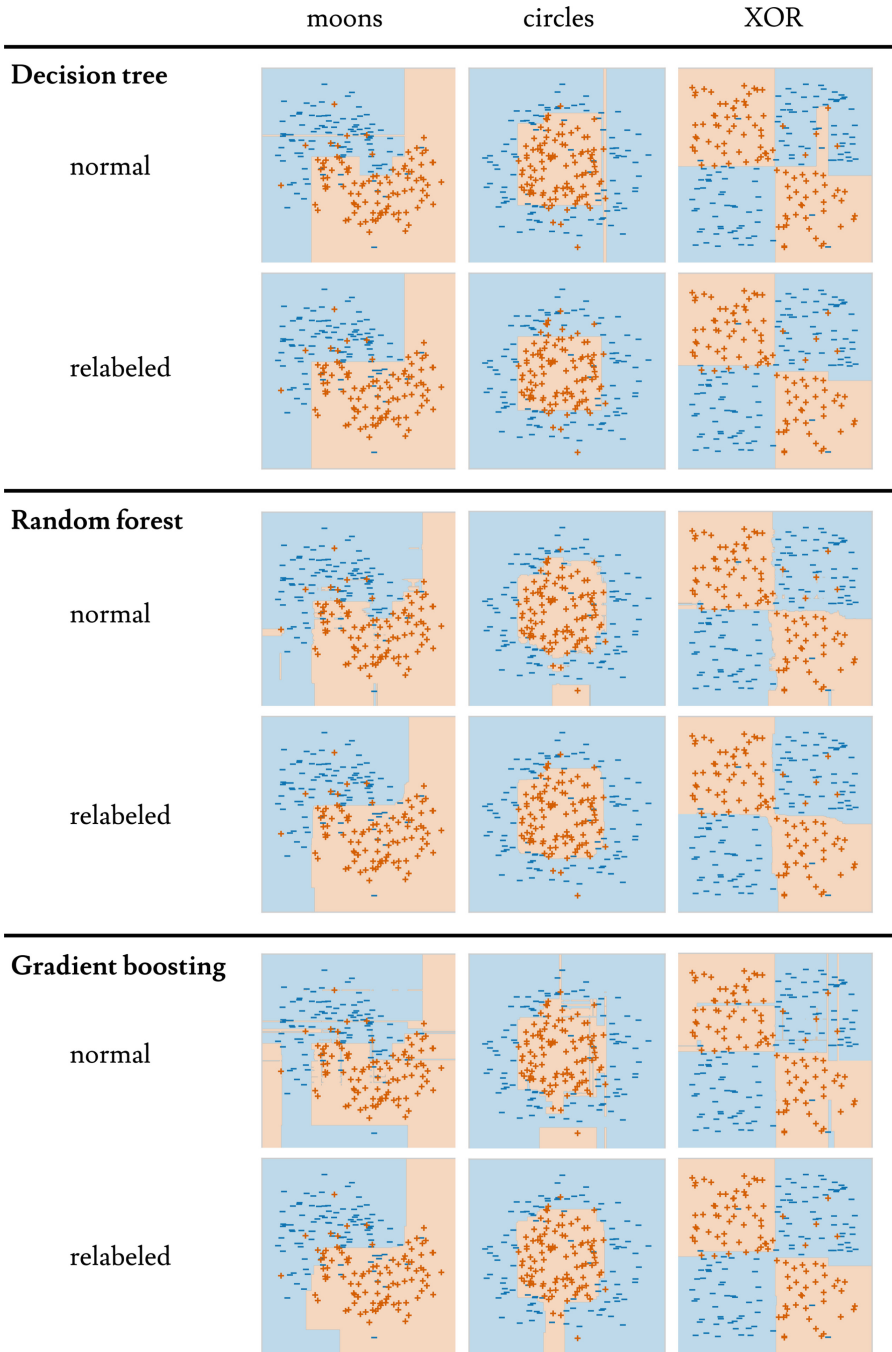 moons circles XOR
Decision tree
normal
relabeled
Random forest
normal
relabeled
Gradient boosting
normal
relabeled